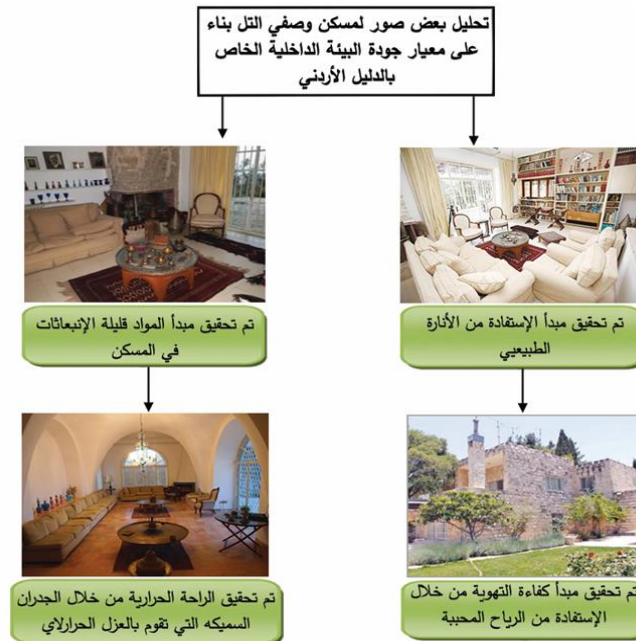 تحليل بعض صور لمسكن وصفي التل بناء
على معيار جودة البيئة الداخلية الخاص
بالدليل الأردني
تم تحقيق مبدأ الإستفادة من الأنارة
الطبيعيي
تم تحقيق مبدأ المواد قليلة الإنبعاثات
في المسكن
تم تحقيق مبدأ كفاءة التهوية من خلال
الإستفادة من الرياح المحببة
تم تحقيق الراحة الحرارية من خلال الجدران
السميكه التي تقوم بالعزل الحرارلاي